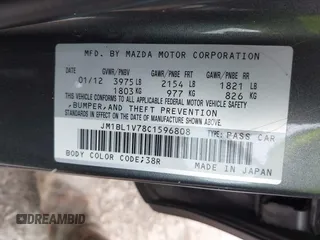 MFD. BY MAZDA MOTOR CORPORATION
GVWR/PNBV GAWR/PNBE FRT GAWR/PNBE RR
01/12 3975 LB 2154 LB 1821 LB
1803 KG 977 KG 826 KG
THIS VEHICLE CONFORMS TO ALL APPLICABLE FEDERAL MOTOR VEHICLE SAFETY,
BUMPER, AND THEFT PREVENTION STANDARDS
IN EFFECT ON THE DATE OF MANUFACTURE SHOWN ABOVE.
JM1BL1V78C1596808 TYPE: PASS CAR
BODY COLOR CODE:38R MADE IN JAPAN
DREAMBID